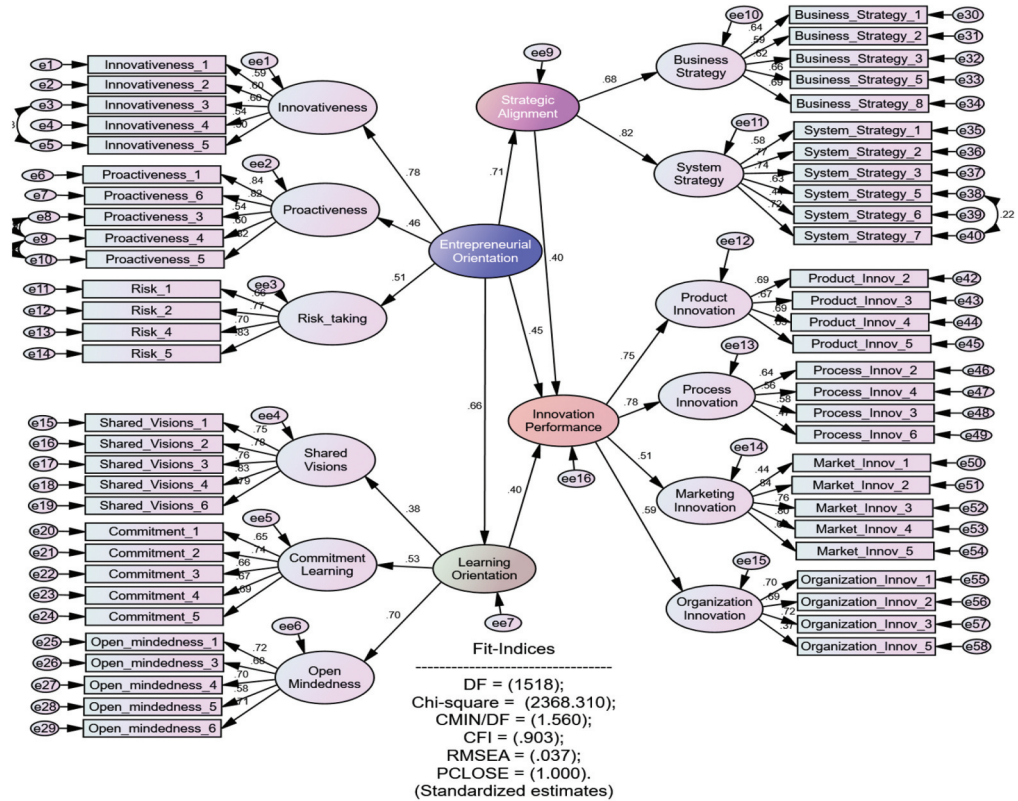 e1
Innovativeness_1
e2
Innovativeness_2
e3
Innovativeness_3
e4
Innovativeness_4
e5
Innovativeness_5
ee1
.59
.60
.60
.54
Innovativeness
e6
Proactiveness_1
e7
Proactiveness_6
e8
Proactiveness_3
e9
Proactiveness_4
e10
Proactiveness_5
ee2
.84
.54
.60
Proactiveness
e11
Risk_1
e12
Risk_2
e13
Risk_4
e14
Risk_5
ee3
.77
.70
.83
Risk_taking
.78
.46
.51
Entrepreneurial
Orientation
e15
Shared_Visions_1
e16
Shared_Visions_2
e17
Shared_Visions_3
e18
Shared_Visions_4
e19
Shared_Visions_6
ee4
.75
.78
.76
.83
.79
Shared
Visions
e20
Commitment_1
e21
Commitment_2
e22
Commitment_3
e23
Commitment_4
e24
Commitment_5
ee5
.65
.74
.66
.67
.69
Commitment
Learning
e25
Open_mindedness_1
e26
Open_mindedness_3
e27
Open_mindedness_4
e28
Open_mindedness_5
e29
Open_mindedness_6
ee6
.72
.70
.58
.71
Open
Mindedness
.38
.53
.70
Learning
Orientation
ee7
.66
.71
.45
.40
.40
ee9
Strategic
Alignment
.68
.82
ee10
Business
Strategy
.64
.59
.62
.66
.69
Business_Strategy_1
e30
Business_Strategy_2
e31
Business_Strategy_3
e32
Business_Strategy_5
e33
Business_Strategy_8
e34
ee11
System
Strategy
.58
.77
.74
.63
.72
System_Strategy_1
e35
System_Strategy_2
e36
System_Strategy_3
e37
System_Strategy_5
e38
System_Strategy_6
e39
System_Strategy_7
e40
.22
Innovation
Performance
ee16
.75
.78
.51
.59
ee12
Product
Innovation
.69
.67
.69
Product_Innov_2
e42
Product_Innov_3
e43
Product_Innov_4
e44
Product_Innov_5
e45
ee13
Process
Innovation
.64
.56
.58
.47
Process_Innov_2
e46
Process_Innov_4
e47
Process_Innov_3
e48
Process_Innov_6
e49
ee14
Marketing
Innovation
.44
.84
.76
.80
Market_Innov_1
e50
Market_Innov_2
e51
Market_Innov_3
e52
Market_Innov_4
e53
Market_Innov_5
e54
ee15
Organization
Innovation
.70
.69
.72
.37
Organization_Innov_1
e55
Organization_Innov_2
e56
Organization_Innov_3
e57
Organization_Innov_5
e58
Fit-Indices
---------------------------------
DF = (1518);
Chi-square = (2368.310);
CMIN/DF = (1.560);
CFI = (.903);
RMSEA = (.037);
PCLOSE = (1.000).
(Standardized estimates)